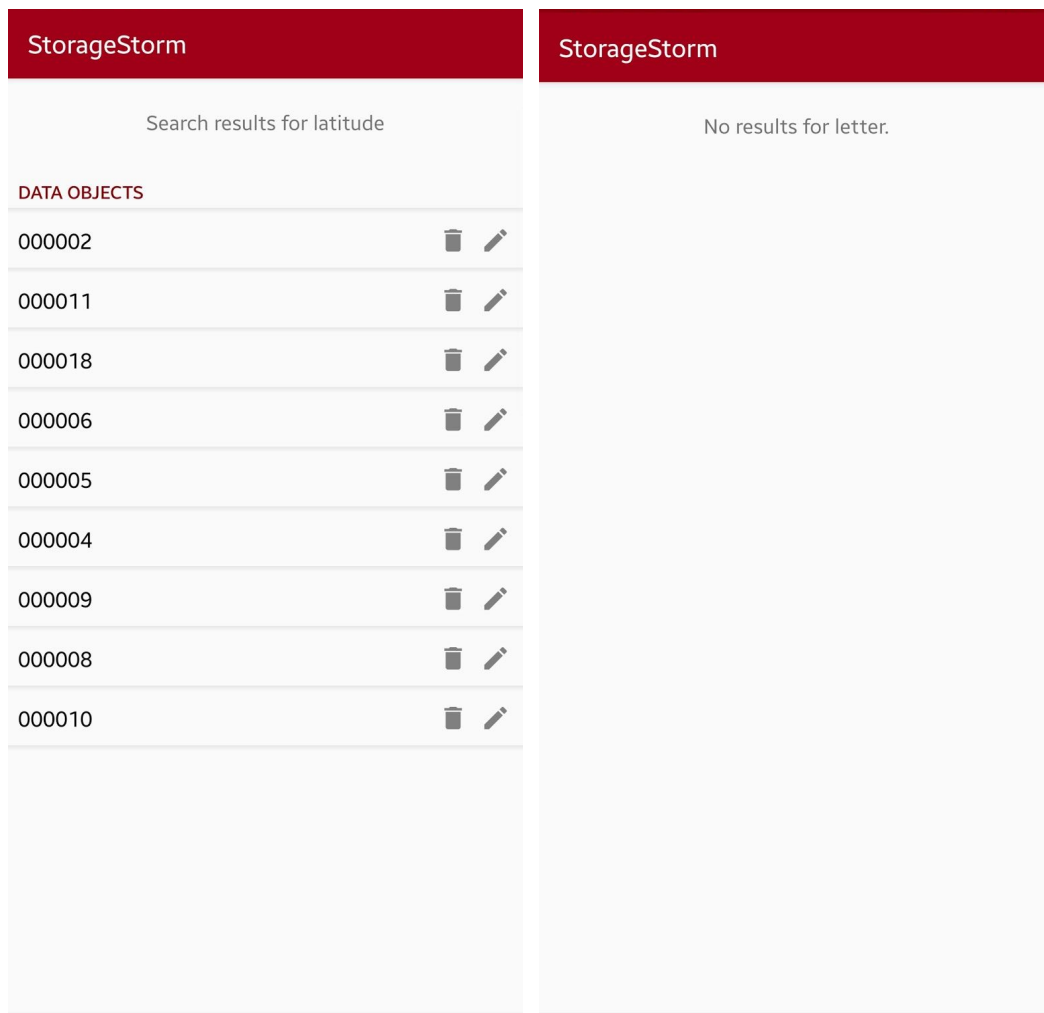 StorageStorm
Search results for latitude
DATA OBJECTS
000002
000011
000018
000006
000005
000004
000009
000008
000010
StorageStorm
No results for letter.